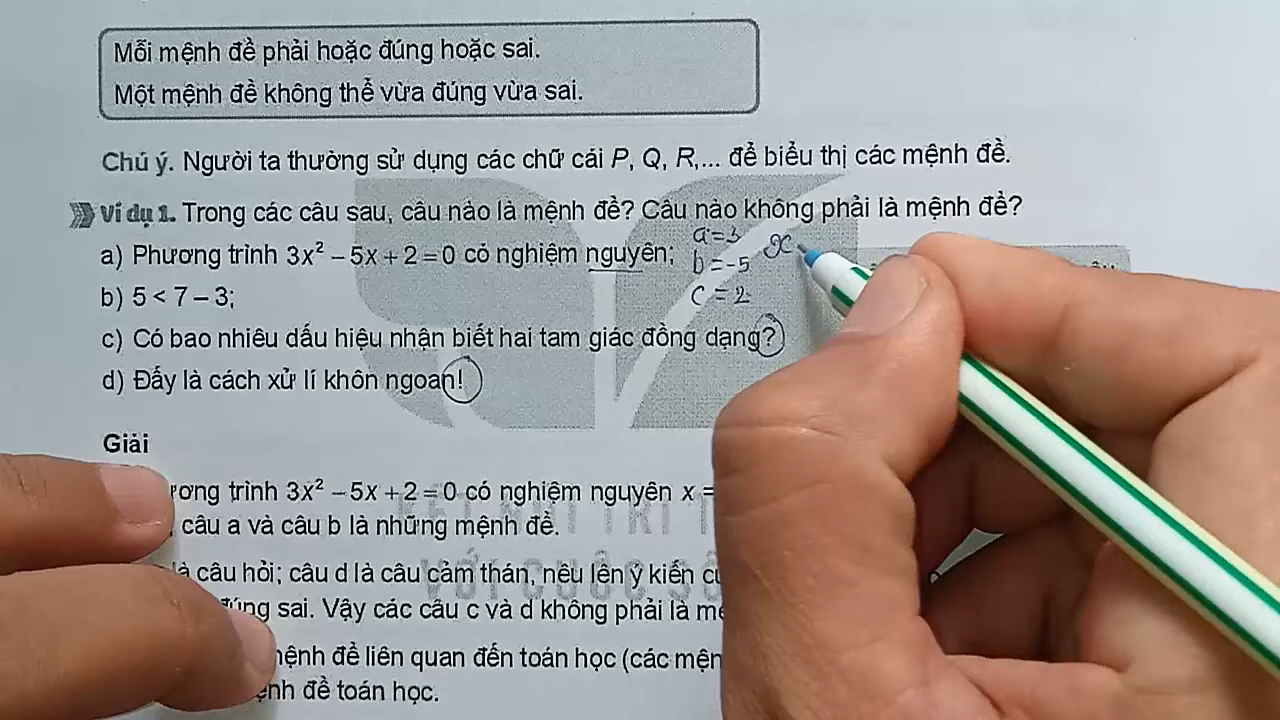 Mỗi mệnh đề phải hoặc đúng hoặc sai.
Một mệnh đề không thể vừa đúng vừa sai.
Chú ý. Người ta thường sử dụng các chữ cái P, Q, R,... để biểu thị các mệnh đề.
Ví dụ 1. Trong các câu sau, câu nào là mệnh đề? Câu nào không phải là mệnh đề?
a) Phương trình 3x² – 5x + 2 = 0 có nghiệm nguyên;
a = 3
b = -5
c = 2
x
b) 5 < 7 – 3;
c) Có bao nhiêu dấu hiệu nhận biết hai tam giác đồng dạng?
d) Đấy là cách xử lí khôn ngoan!
Giải
ương trình 3x² – 5x + 2 = 0 có nghiệm nguyên x =
câu a và câu b là những mệnh đề.
là câu hỏi; câu d là câu cảm thán, nêu lên ý kiến
đúng sai. Vậy các câu c và d không phải là
mệnh đề liên quan đến toán học (các
mệnh đề toán học.